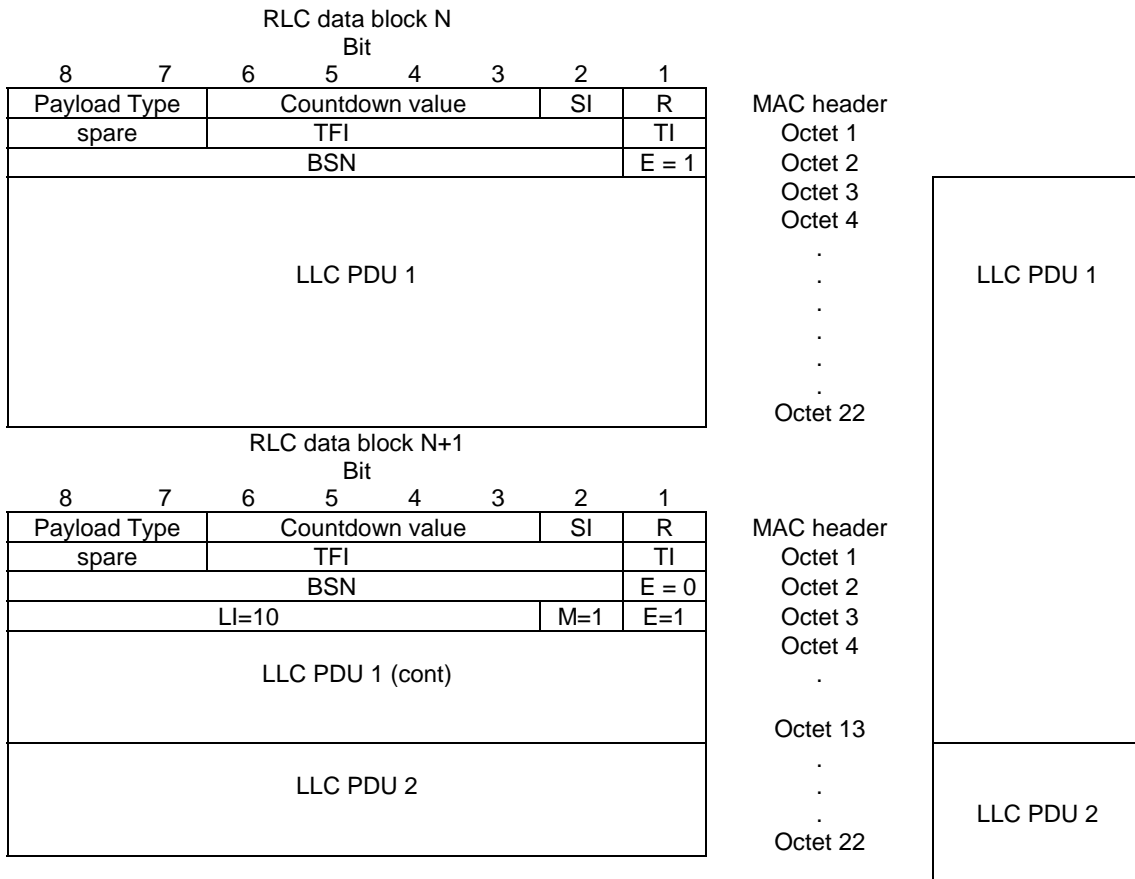 RLC data block N
Bit
8 7 6 5 4 3 2 1
Payload Type Countdown value SI R MAC header
spare TFI TI Octet 1
BSN E = 1 Octet 2
Octet 3
Octet 4
.
LLC PDU 1 . LLC PDU 1
.
.
.
.
Octet 22
RLC data block N+1
Bit
8 7 6 5 4 3 2 1
Payload Type Countdown value SI R MAC header
spare TFI TI Octet 1
BSN E = 0 Octet 2
LI=10 M=1 E=1 Octet 3
Octet 4
LLC PDU 1 (cont) .
Octet 13
.
LLC PDU 2 .
. LLC PDU 2
Octet 22